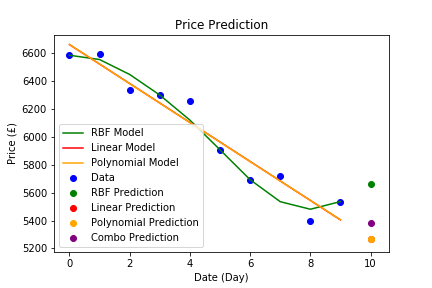 Price Prediction
Price (£)
6600
6400
6200
6000
5800
5600
5400
5200
RBF Model
Linear Model
Polynomial Model
Data
RBF Prediction
Linear Prediction
Polynomial Prediction
Combo Prediction
0 2 4 6 8 10
Date (Day)